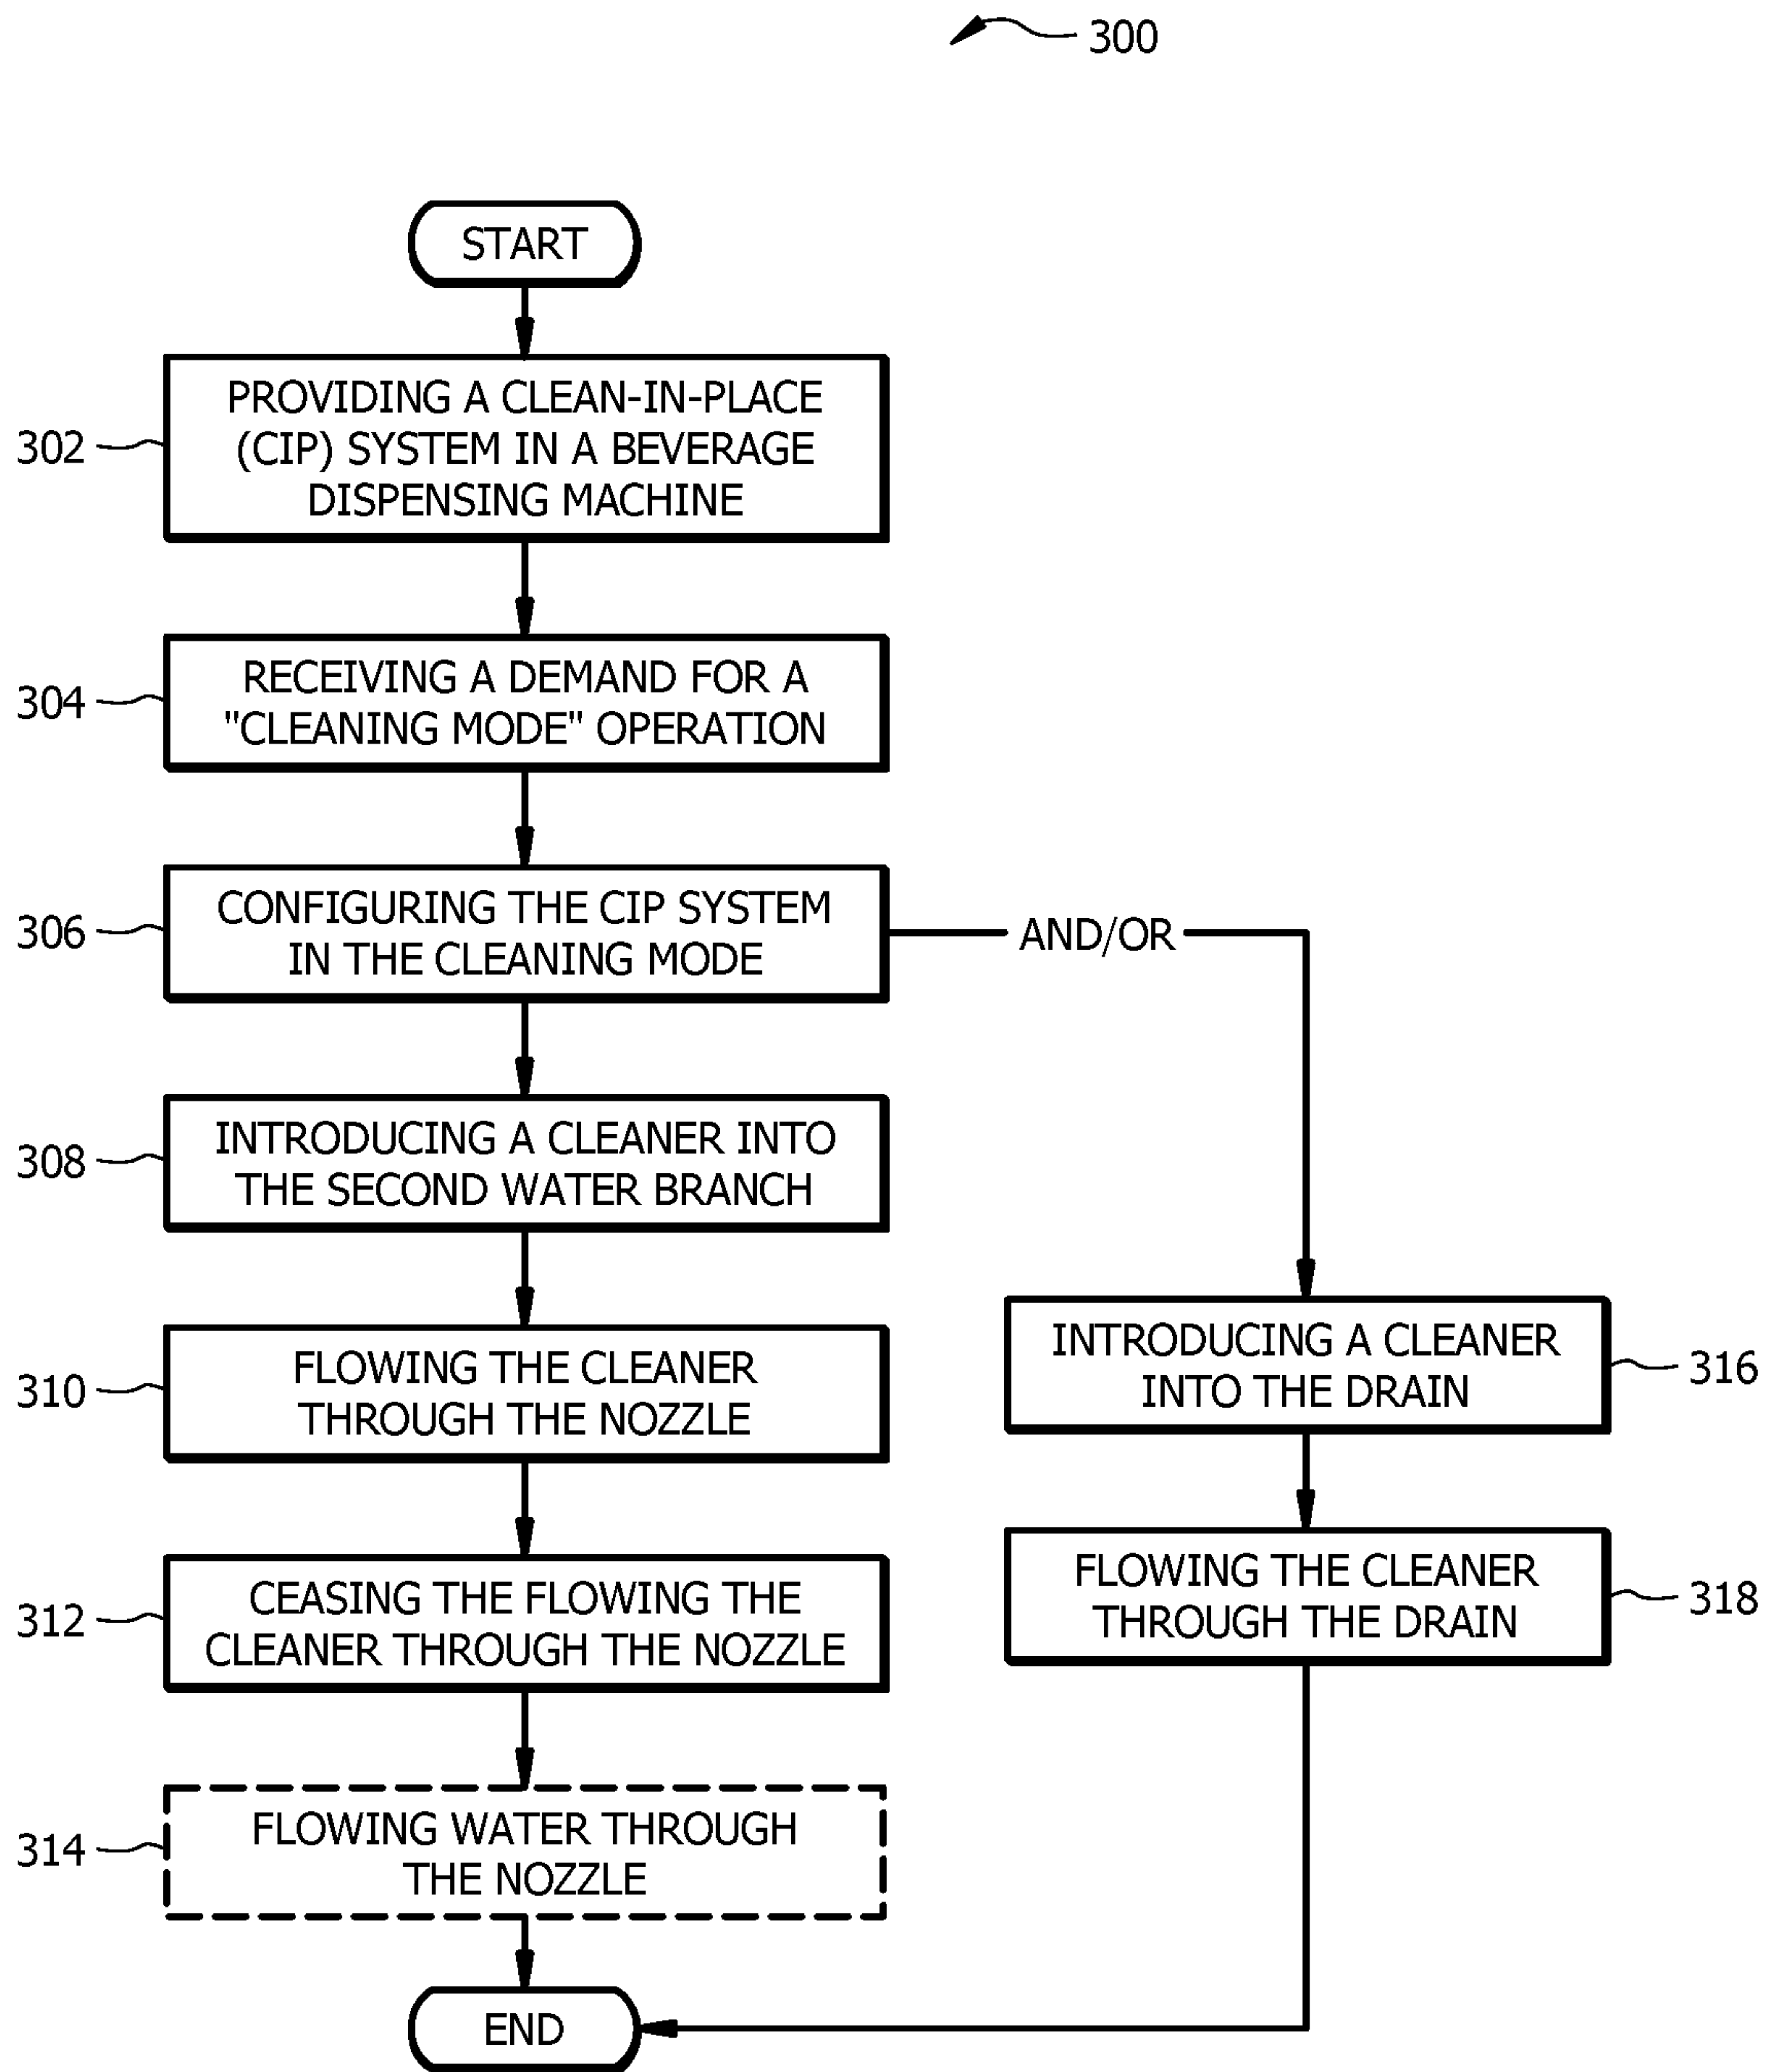 300
START
302
PROVIDING A CLEAN-IN-PLACE
(CIP) SYSTEM IN A BEVERAGE
DISPENSING MACHINE
304
RECEIVING A DEMAND FOR A
"CLEANING MODE" OPERATION
306
CONFIGURING THE CIP SYSTEM
IN THE CLEANING MODE
AND/OR
308
INTRODUCING A CLEANER INTO
THE SECOND WATER BRANCH
310
FLOWING THE CLEANER
THROUGH THE NOZZLE
312
CEASING THE FLOWING THE
CLEANER THROUGH THE NOZZLE
314
FLOWING WATER THROUGH
THE NOZZLE
INTRODUCING A CLEANER
INTO THE DRAIN
316
FLOWING THE CLEANER
THROUGH THE DRAIN
318
END